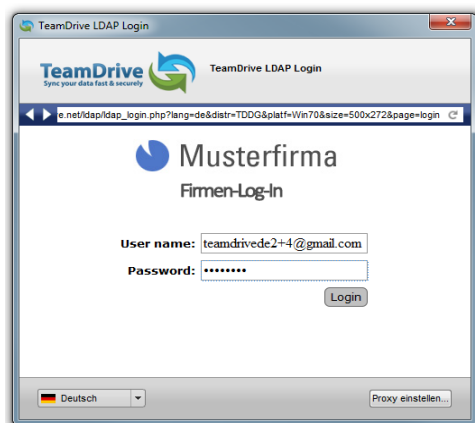 TeamDrive LDAP Login
TeamDrive
Sync your data fast & securely
TeamDrive LDAP Login
e.net/ldap/ldap_login.php?lang=de&distr=TDDG&platf=Win70&size=500x272&page=login
Musterfirma
Firmen-Log-In
User name: teamdrivede2+4@gmail.com
Password: ••••••••
Login
Deutsch
Proxy einstellen...